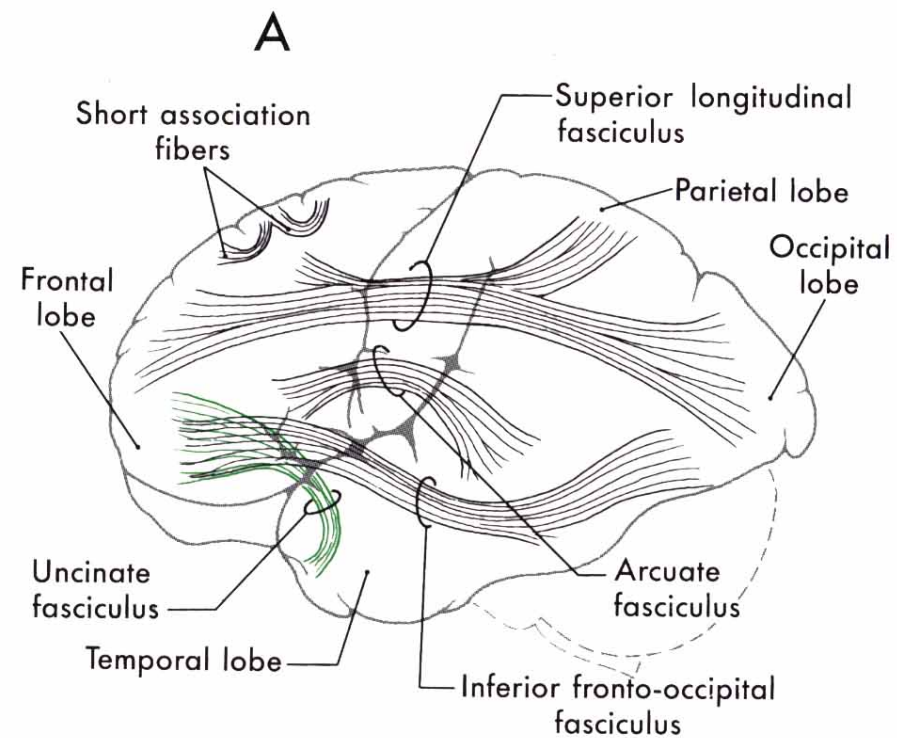 A
Short association
fibers
Superior longitudinal
fasciculus
Parietal lobe
Occipital
lobe
Frontal
lobe
Uncinate
fasciculus
Arcuate
fasciculus
Temporal lobe
Inferior fronto-occipital
fasciculus